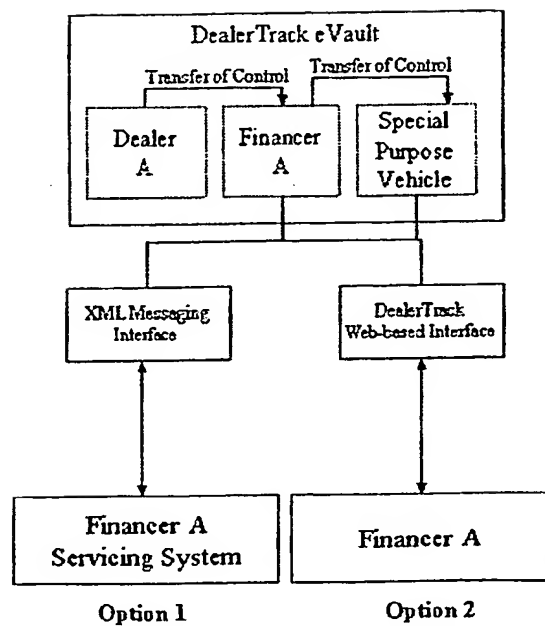 DealerTrack eVault
Transfer of Control
Transfer of Control
Dealer
A
Financer
A
Special
Purpose
Vehicle
XML Messaging
Interface
DealerTrack
Web-based Interface
Financer A
Servicing System
Financer A
Option 1
Option 2